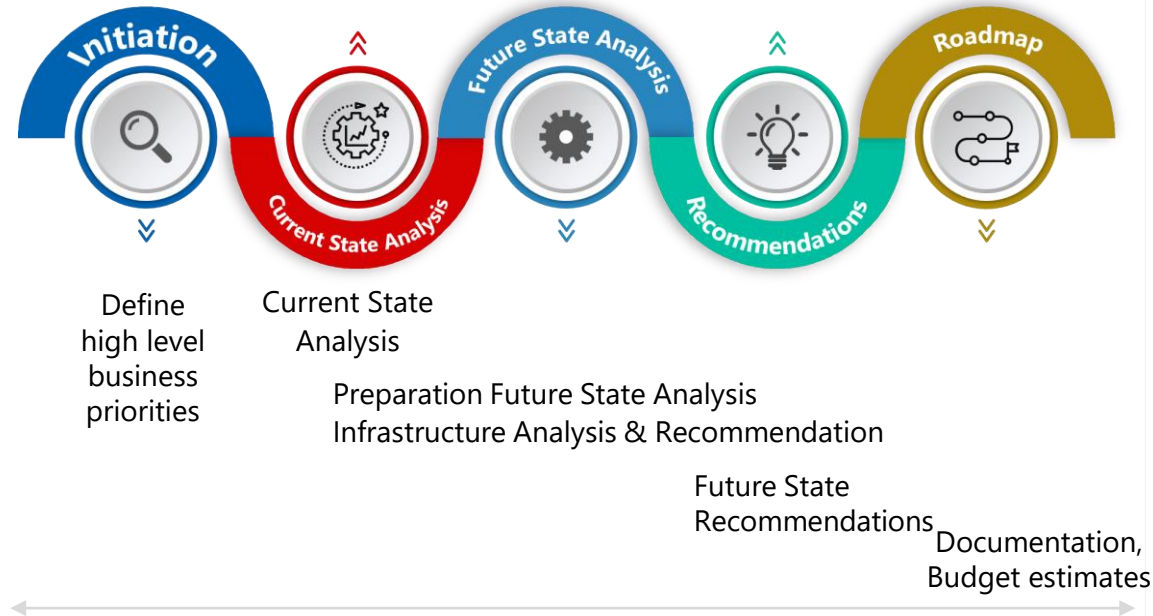 Initiation
Current State Analysis
Future State Analysis
Recommendations
Roadmap
Define
high level
business
priorities
Current State
Analysis
Preparation Future State Analysis
Infrastructure Analysis & Recommendation
Future State
Recommendations
Documentation,
Budget estimates